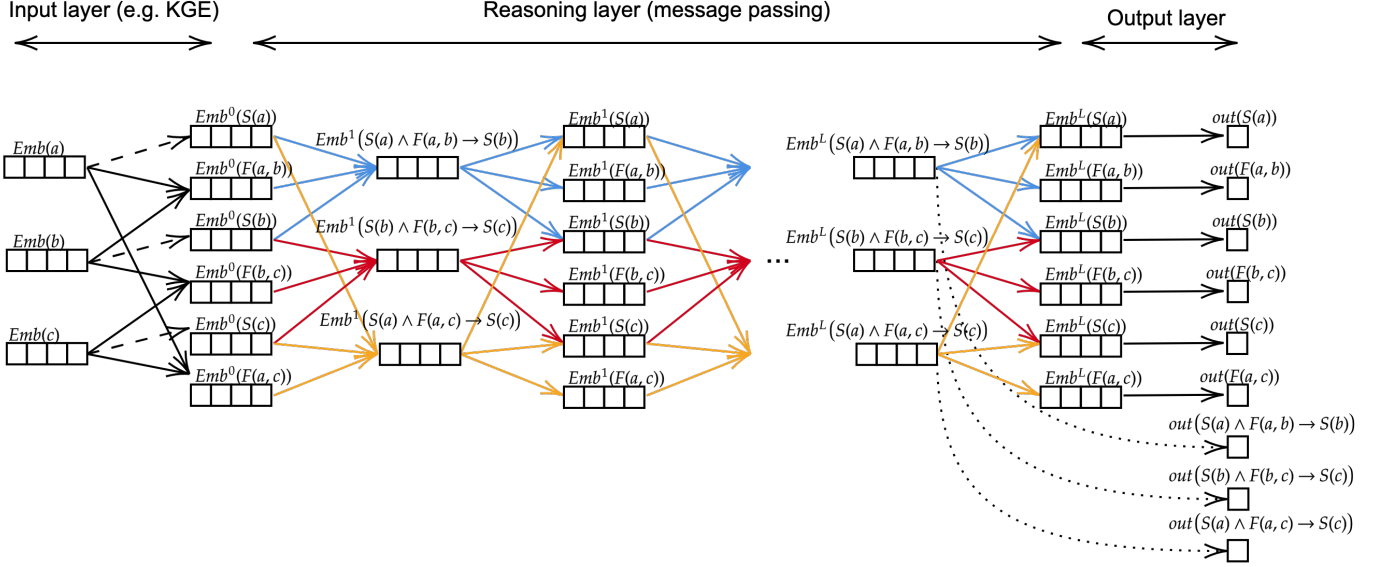 Input layer (e.g. KGE)
Reasoning layer (message passing)
Output layer
Emb(a)
Emb(b)
Emb(c)
Emb⁰(S(a))
Emb⁰(F(a, b))
Emb⁰(S(b))
Emb⁰(F(b, c))
Emb⁰(S(c))
Emb⁰(F(a, c))
Emb¹(S(a) ∧ F(a, b) → S(b))
Emb¹(S(b) ∧ F(b, c) → S(c))
Emb¹(S(a) ∧ F(a, c) → S(c))
Emb¹(S(a))
Emb¹(F(a, b))
Emb¹(S(b))
Emb¹(F(b, c))
Emb¹(S(c))
Emb¹(F(a, c))
...
Emb^L(S(a) ∧ F(a, b) → S(b))
Emb^L(S(b) ∧ F(b, c) → S(c))
Emb^L(S(a) ∧ F(a, c) → S(c))
Emb^L(S(a))
Emb^L(F(a, b))
Emb^L(S(b))
Emb^L(F(b, c))
Emb^L(S(c))
Emb^L(F(a, c))
out(S(a))
out(F(a, b))
out(S(b))
out(F(b, c))
out(S(c))
out(F(a, c))
out(S(a) ∧ F(a, b) → S(b))
out(S(b) ∧ F(b, c) → S(c))
out(S(a) ∧ F(a, c) → S(c))